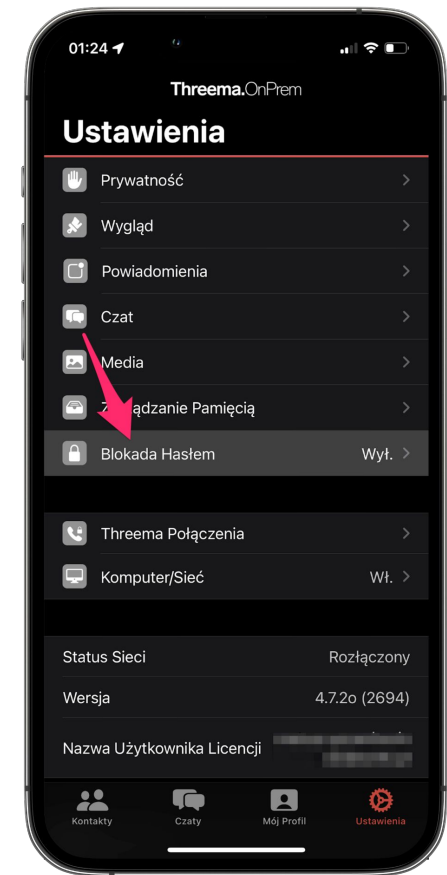 01:24
Threema.OnPrem
Ustawienia
Prywatność
Wygląd
Powiadomienia
Czat
Media
Pamięcią
Blokada Hasłem Wył.
Threema Połączenia
Komputer/Sieć Wł.
Status Sieci Rozłączony
Wersja 4.7.2o (2694)
Nazwa Użytkownika Licencji
Kontakty Czaty Mój Profil Ustawienia